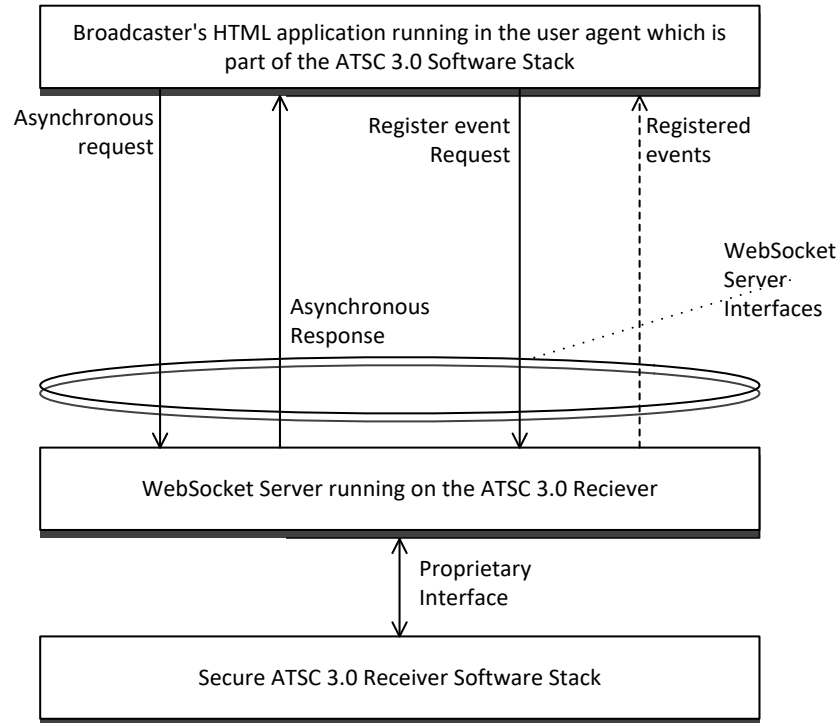 Broadcaster's HTML application running in the user agent which is
part of the ATSC 3.0 Software Stack
Asynchronous
request
Register event
Request
Registered
events
WebSocket
Server
Interfaces
Asynchronous
Response
WebSocket Server running on the ATSC 3.0 Reciever
Proprietary
Interface
Secure ATSC 3.0 Receiver Software Stack